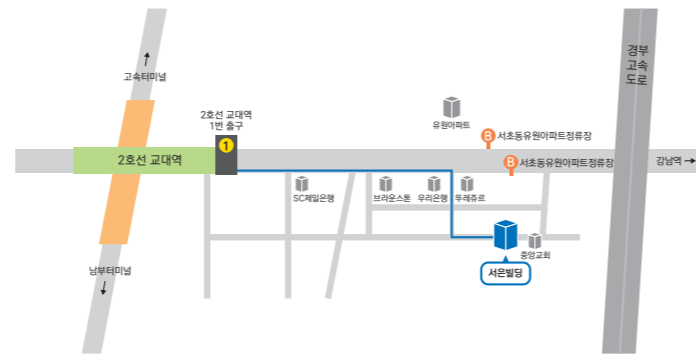 경부
고속
도로
고속터미널
2호선 교대역
1번 출구
1
유원아파트
B 서초동유원아파트정류장
2호선 교대역
B 서초동유원아파트정류장
강남역 →
SC제일은행
브라운스톤
우리은행
뚜레쥬르
중앙교회
남부터미널
서은빌딩